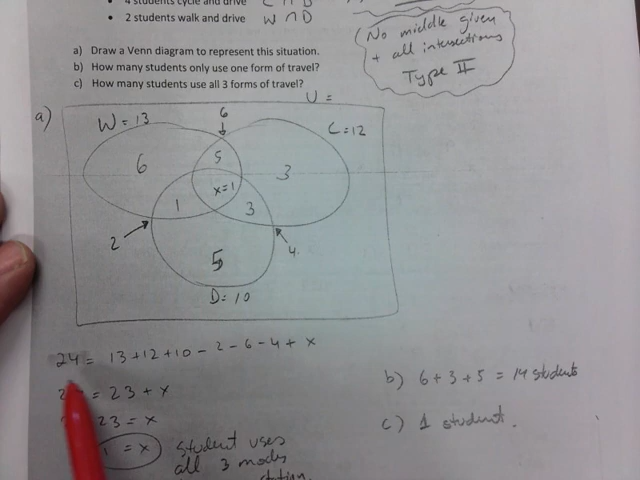 4 students cycle and drive C ∩ D
2 students walk and drive W ∩ D
(No middle given
+ all intersections
Type II
a) Draw a Venn diagram to represent this situation.
b) How many students only use one form of travel?
c) How many students use all 3 forms of travel?
U =
a)
W = 13
6
C = 12
6
5
3
x = 1
1
3
2
4
5
D = 10
24 = 13 + 12 + 10 - 2 - 6 - 4 + x
= 23 + x
23 = x
1 = x student uses
all 3 modes
b) 6 + 3 + 5 = 14 students
c) 1 student.